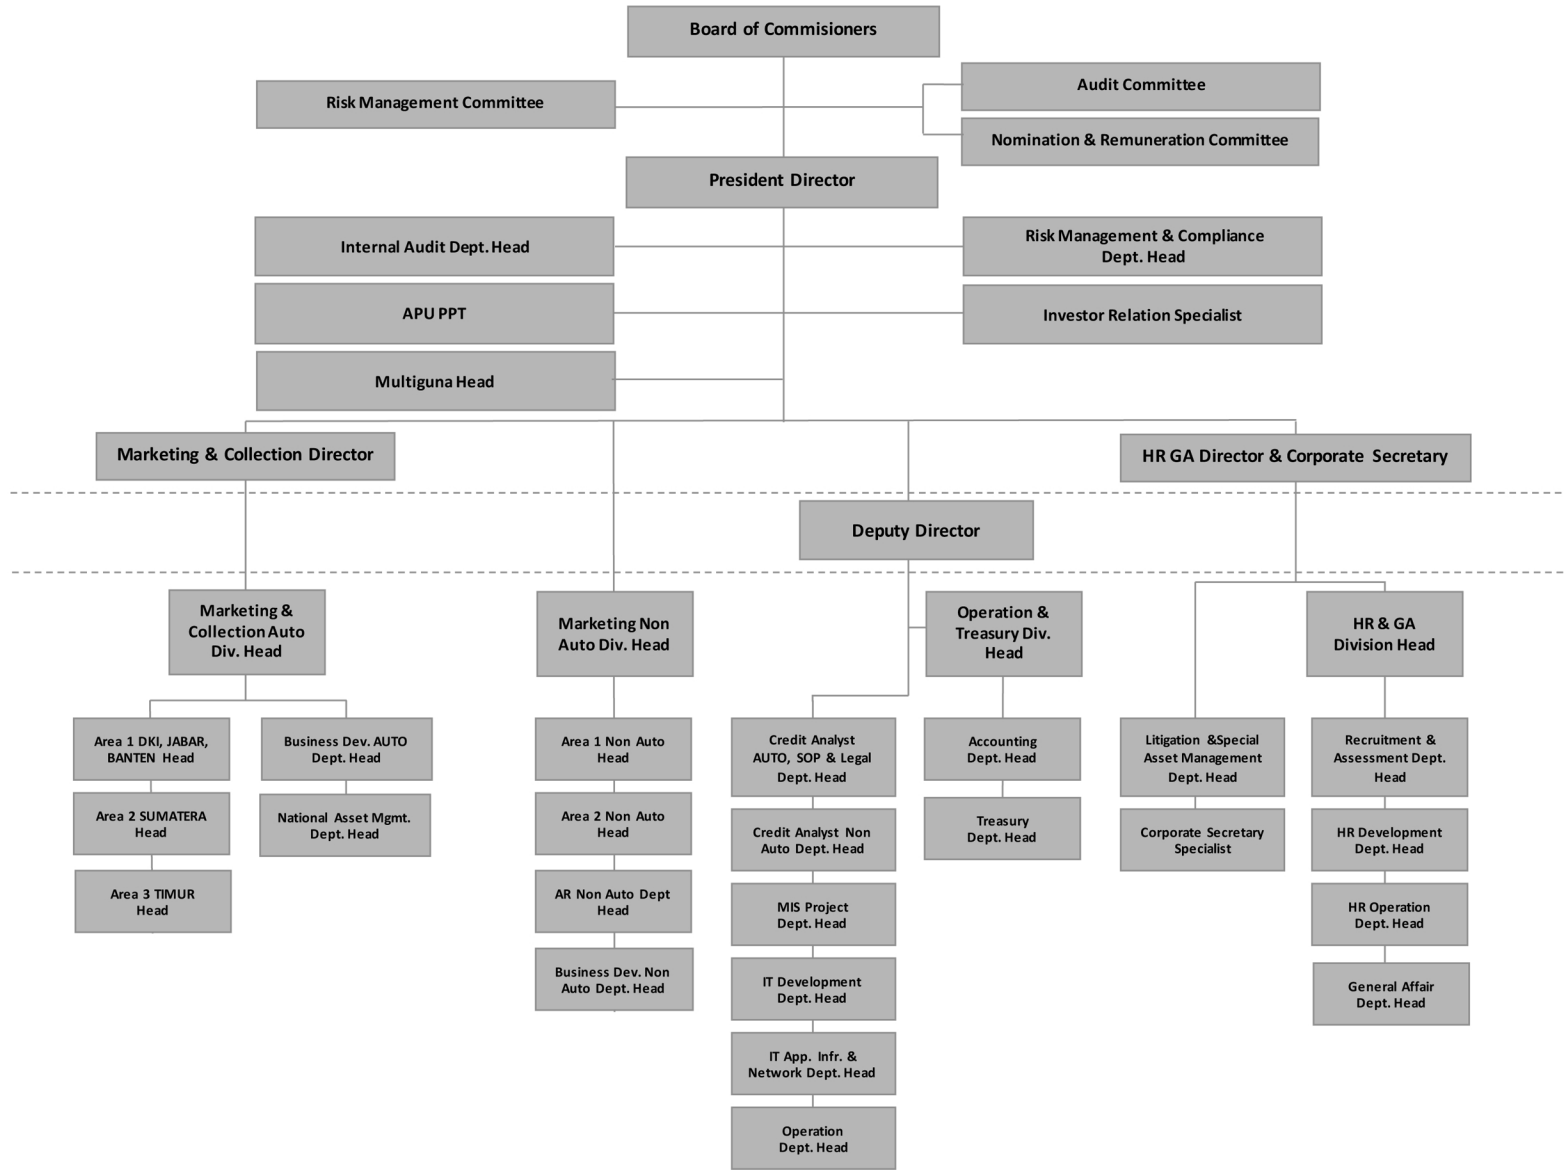 Board of Commisioners
Risk Management Committee
Audit Committee
Nomination & Remuneration Committee
President Director
Internal Audit Dept. Head
Risk Management & Compliance
Dept. Head
APU PPT
Investor Relation Specialist
Multiguna Head
Marketing & Collection Director
HR GA Director & Corporate Secretary
Deputy Director
Marketing &
Collection Auto
Div. Head
Marketing Non
Auto Div. Head
Operation &
Treasury Div.
Head
HR & GA
Division Head
Area 1 DKI, JABAR,
BANTEN Head
Area 2 SUMATERA
Head
Area 3 TIMUR
Head
Business Dev. AUTO
Dept. Head
National Asset Mgmt.
Dept. Head
Area 1 Non Auto
Head
Area 2 Non Auto
Head
AR Non Auto Dept
Head
Business Dev. Non
Auto Dept. Head
Credit Analyst
AUTO, SOP & Legal
Dept. Head
Credit Analyst Non
Auto Dept. Head
MIS Project
Dept. Head
IT Development
Dept. Head
IT App. Infr. &
Network Dept. Head
Operation
Dept. Head
Accounting
Dept. Head
Treasury
Dept. Head
Litigation &Special
Asset Management
Dept. Head
Corporate Secretary
Specialist
Recruitment &
Assessment Dept.
Head
HR Development
Dept. Head
HR Operation
Dept. Head
General Affair
Dept. Head